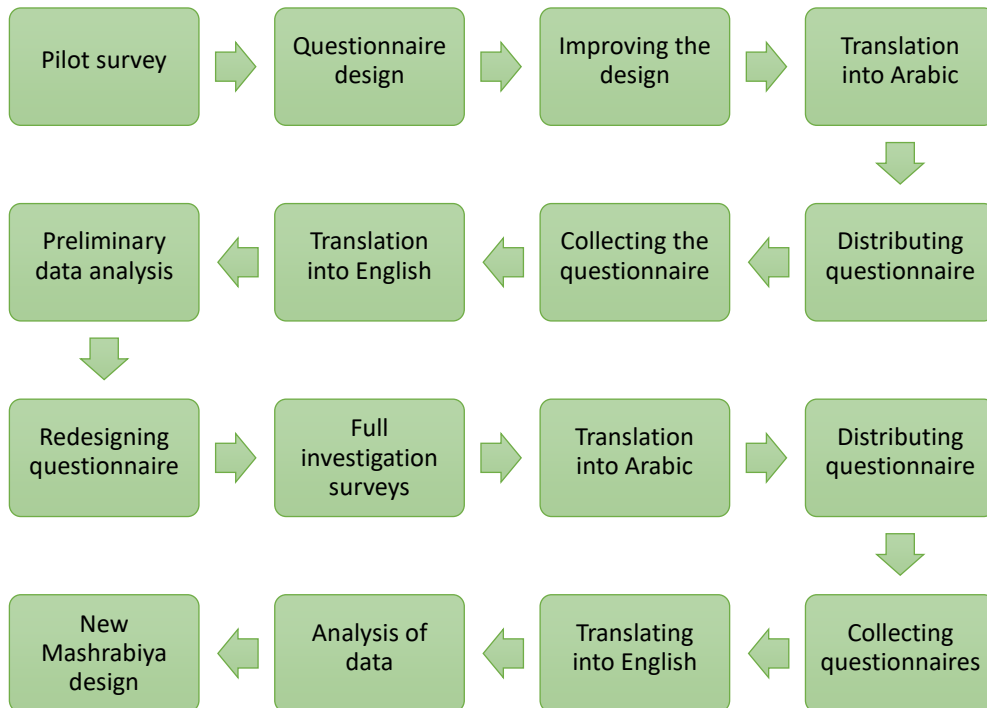 Pilot survey
Questionnaire
design
Improving the
design
Translation
into Arabic
Distributing
questionnaire
Collecting the
questionnaire
Translation
into English
Preliminary
data analysis
Redesigning
questionnaire
Full
investigation
surveys
Translation
into Arabic
Distributing
questionnaire
Collecting
questionnaires
Translating
into English
Analysis of
data
New
Mashrabiya
design